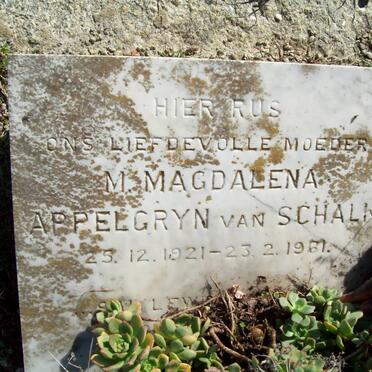 HIER RUS
ONS LIEFDEVOLLE MOEDER
M. MAGDALENA
APPELGRYN VAN SCHALK
25. 12. 1921 - 23. 2. 1961.